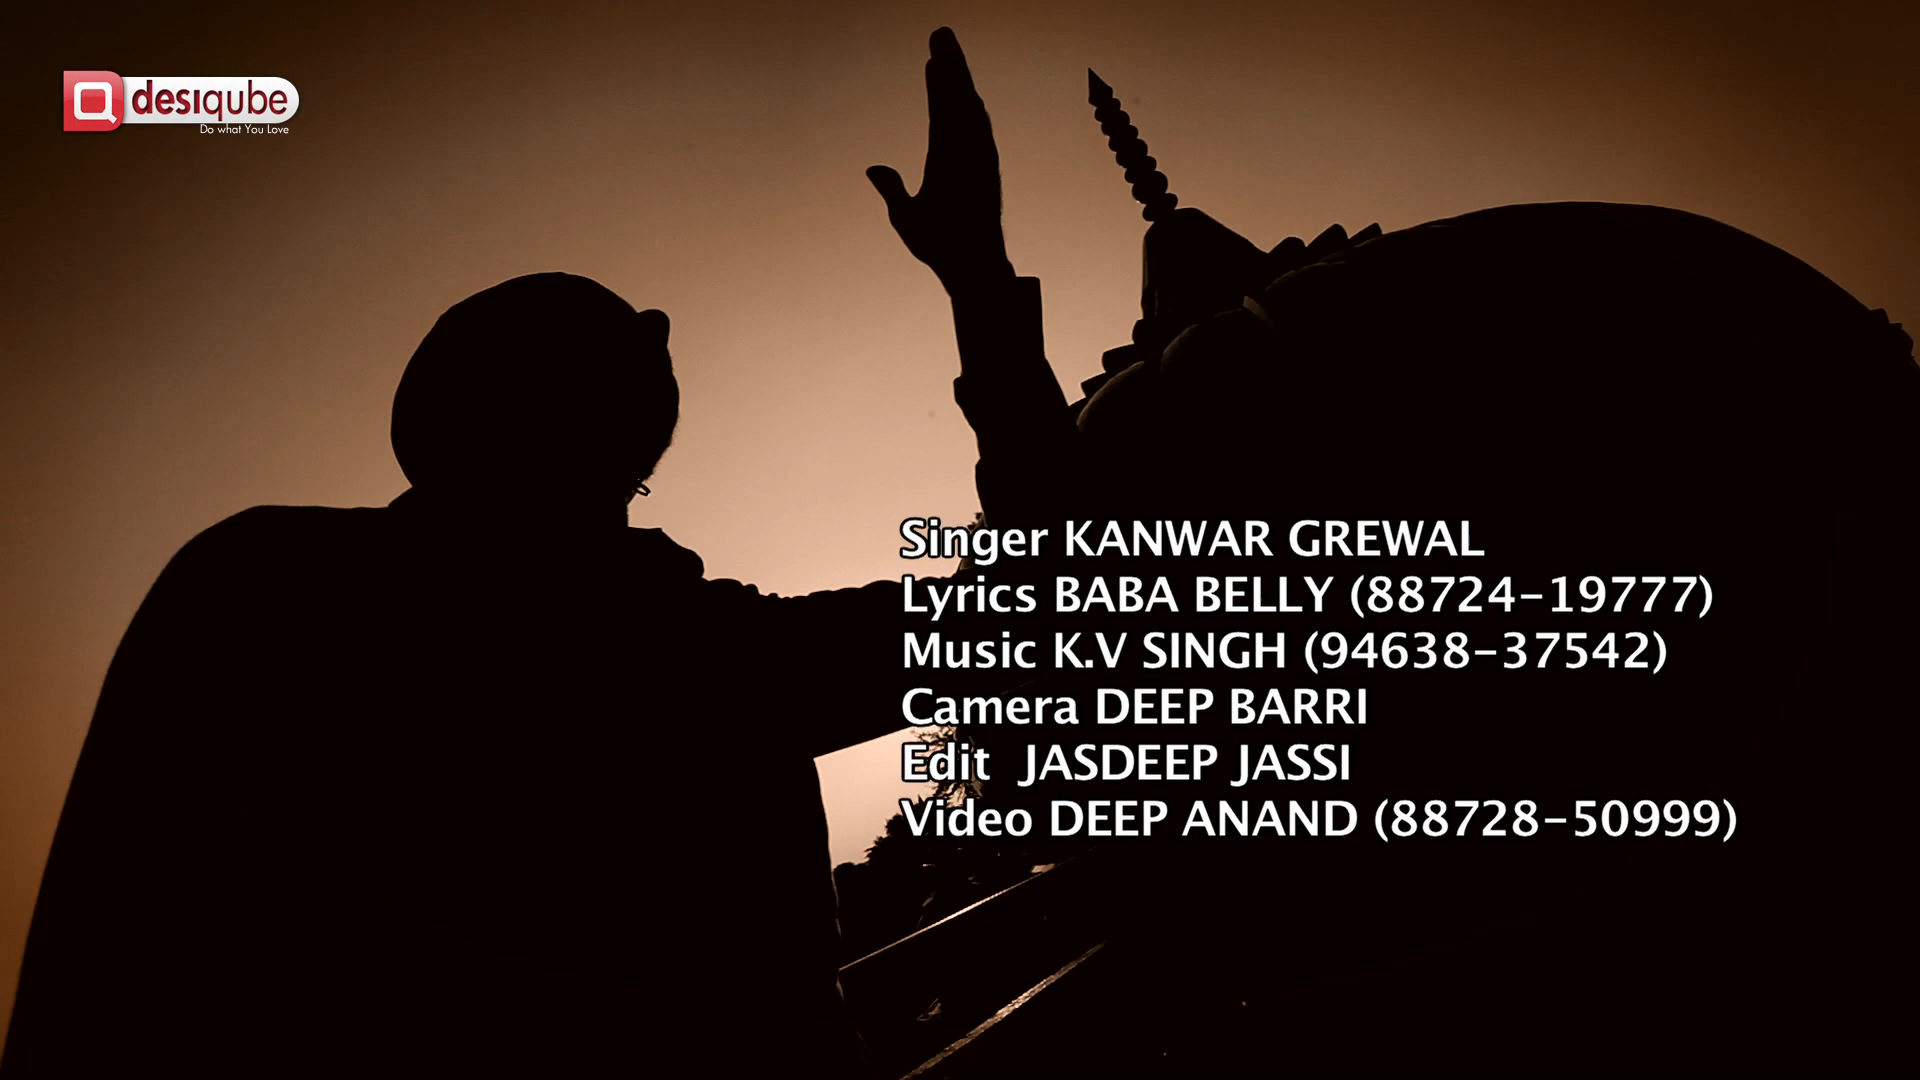 desiqube
Do what You Love
Singer KANWAR GREWAL
Lyrics BABA BELLY (88724-19777)
Music K.V SINGH (94638-37542)
Camera DEEP BARRI
Edit JASDEEP JASSI
Video DEEP ANAND (88728-50999)